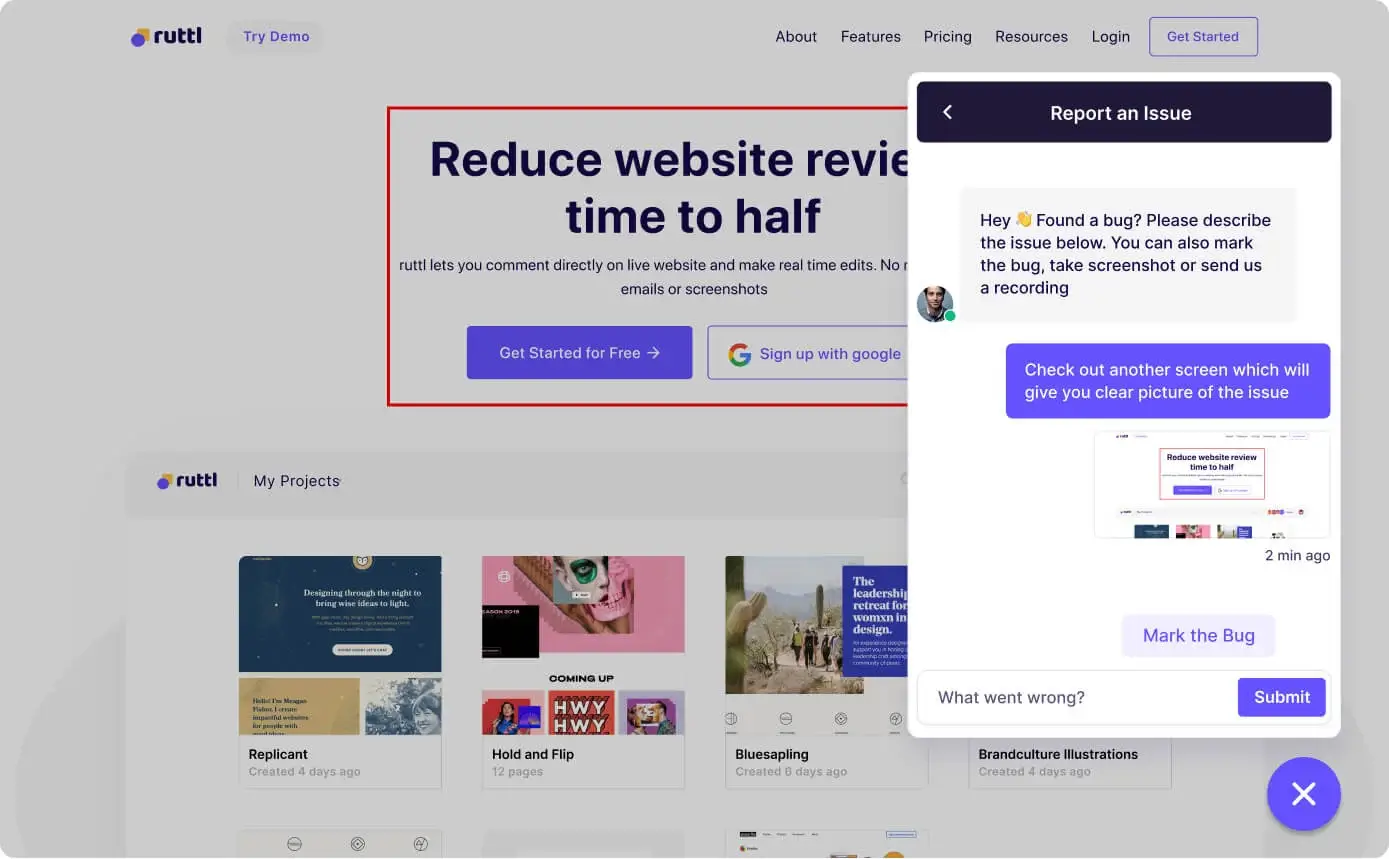 ruttl
Try Demo
About
Features
Pricing
Resources
Login
Get Started
Reduce website revie
time to half
ruttl lets you comment directly on live website and make real time edits. No
emails or screenshots
Get Started for Free →
Sign up with google
ruttl
My Projects
Designing through the night to
bring wise ideas to light.
Hello! I'm Meagan
Fisher. I create
impactful websites
for people with
good ideas
Replicant
Created 4 days ago
EASON 2019
COMING UP
HWY
HWY
Hold and Flip
12 pages
The
leadership
retreat for
womxn in
design.
Bluesapling
Created 6 days ago
Brandculture Illustrations
Created 4 days ago
Report an Issue
Hey 👋 Found a bug? Please describe
the issue below. You can also mark
the bug, take screenshot or send us
a recording
Check out another screen which will
give you clear picture of the issue
ruttl
Reduce website review
time to half
2 min ago
Mark the Bug
What went wrong?
Submit